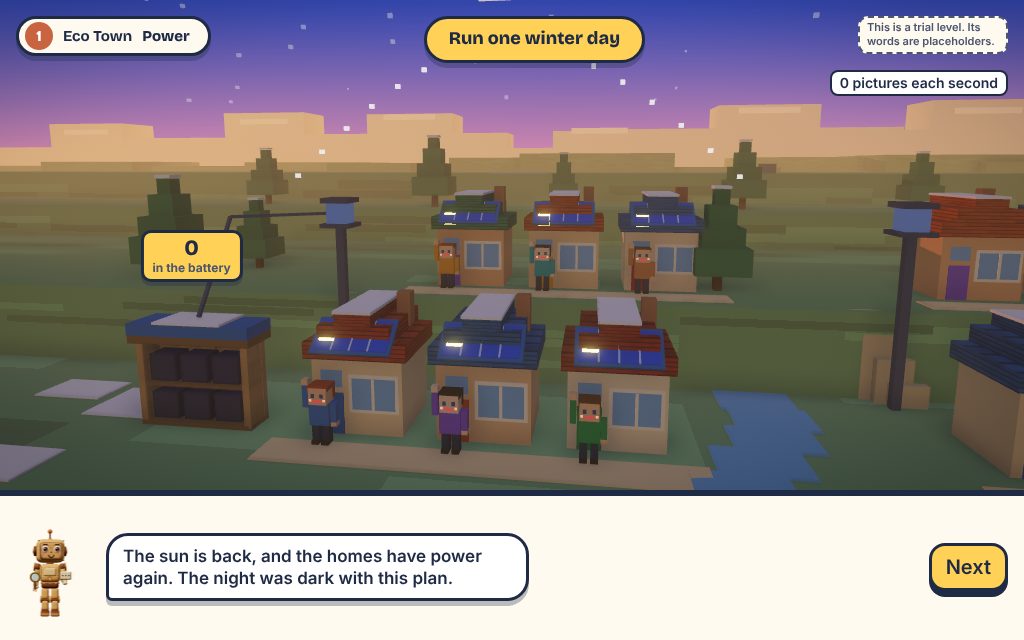 1 Eco Town Power
Run one winter day
This is a trial level. Its
words are placeholders.
0 pictures each second
0
in the battery
The sun is back, and the homes have power
again. The night was dark with this plan.
Next